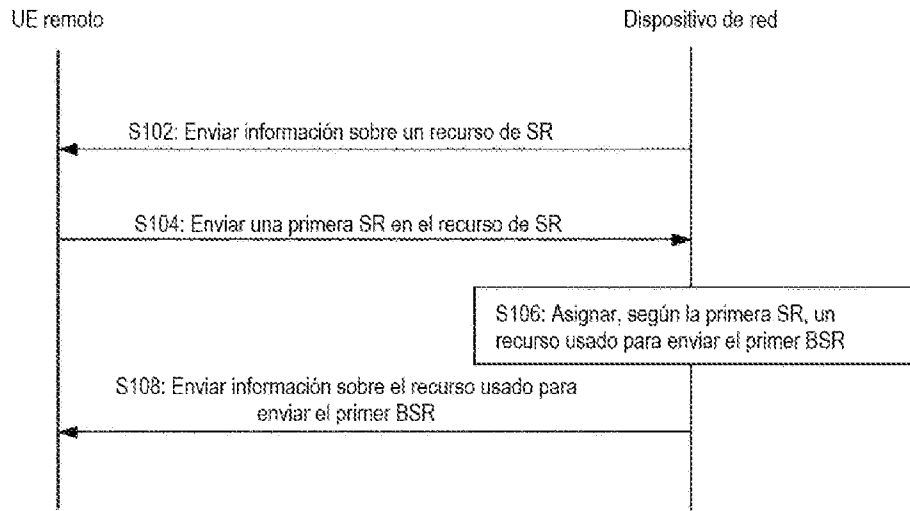 UE remoto
Dispositivo de red
S102: Enviar información sobre un recurso de SR
S104: Enviar una primera SR en el recurso de SR
S106: Asignar, según la primera SR, un
recurso usado para enviar el primer BSR
S108: Enviar información sobre el recurso usado para
enviar el primer BSR